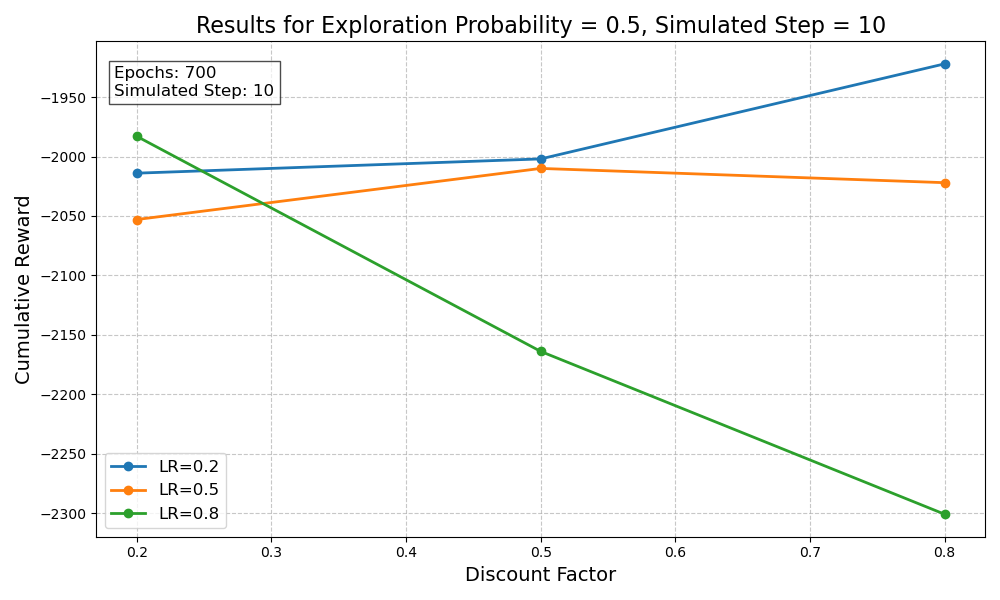 Results for Exploration Probability = 0.5, Simulated Step = 10
Epochs: 700
Simulated Step: 10
Cumulative Reward
−1950
−2000
−2050
−2100
−2150
−2200
−2250
−2300
LR=0.2
LR=0.5
LR=0.8
0.2 0.3 0.4 0.5 0.6 0.7 0.8
Discount Factor